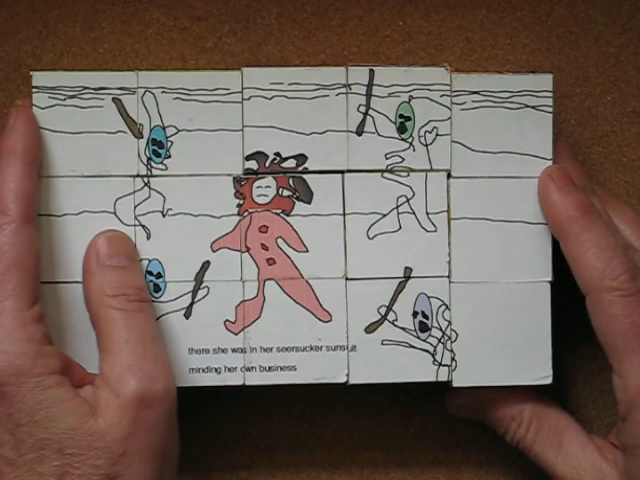 there she was in her seersucker sunsuit
minding her own business